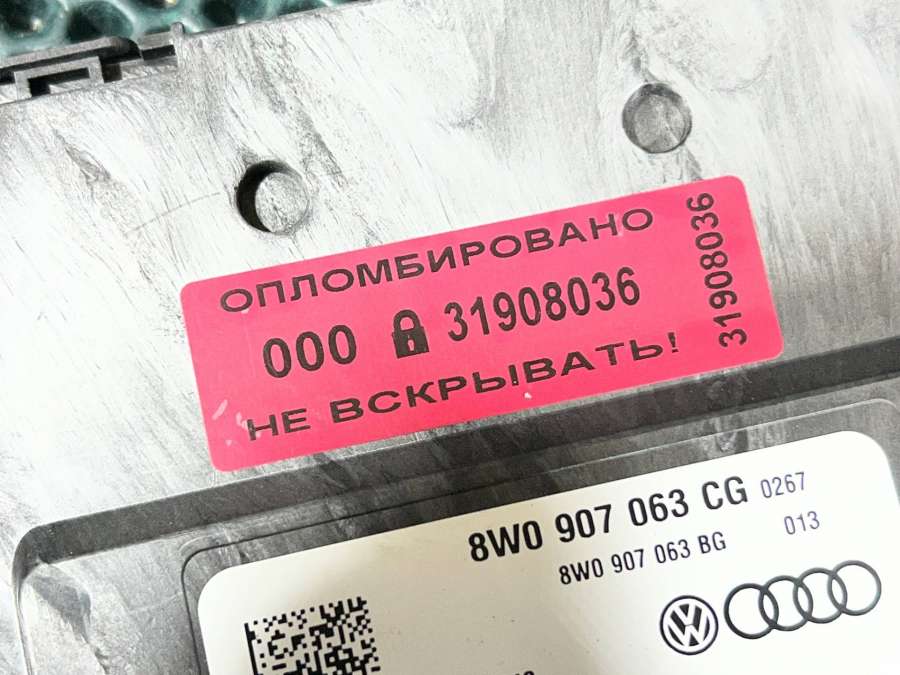 ОПЛОМБИРОВАНО
000 31908036
НЕ ВСКРЫВАТЬ!
31908036
8W0 907 063 CG 0267
8W0 907 063 BG 013